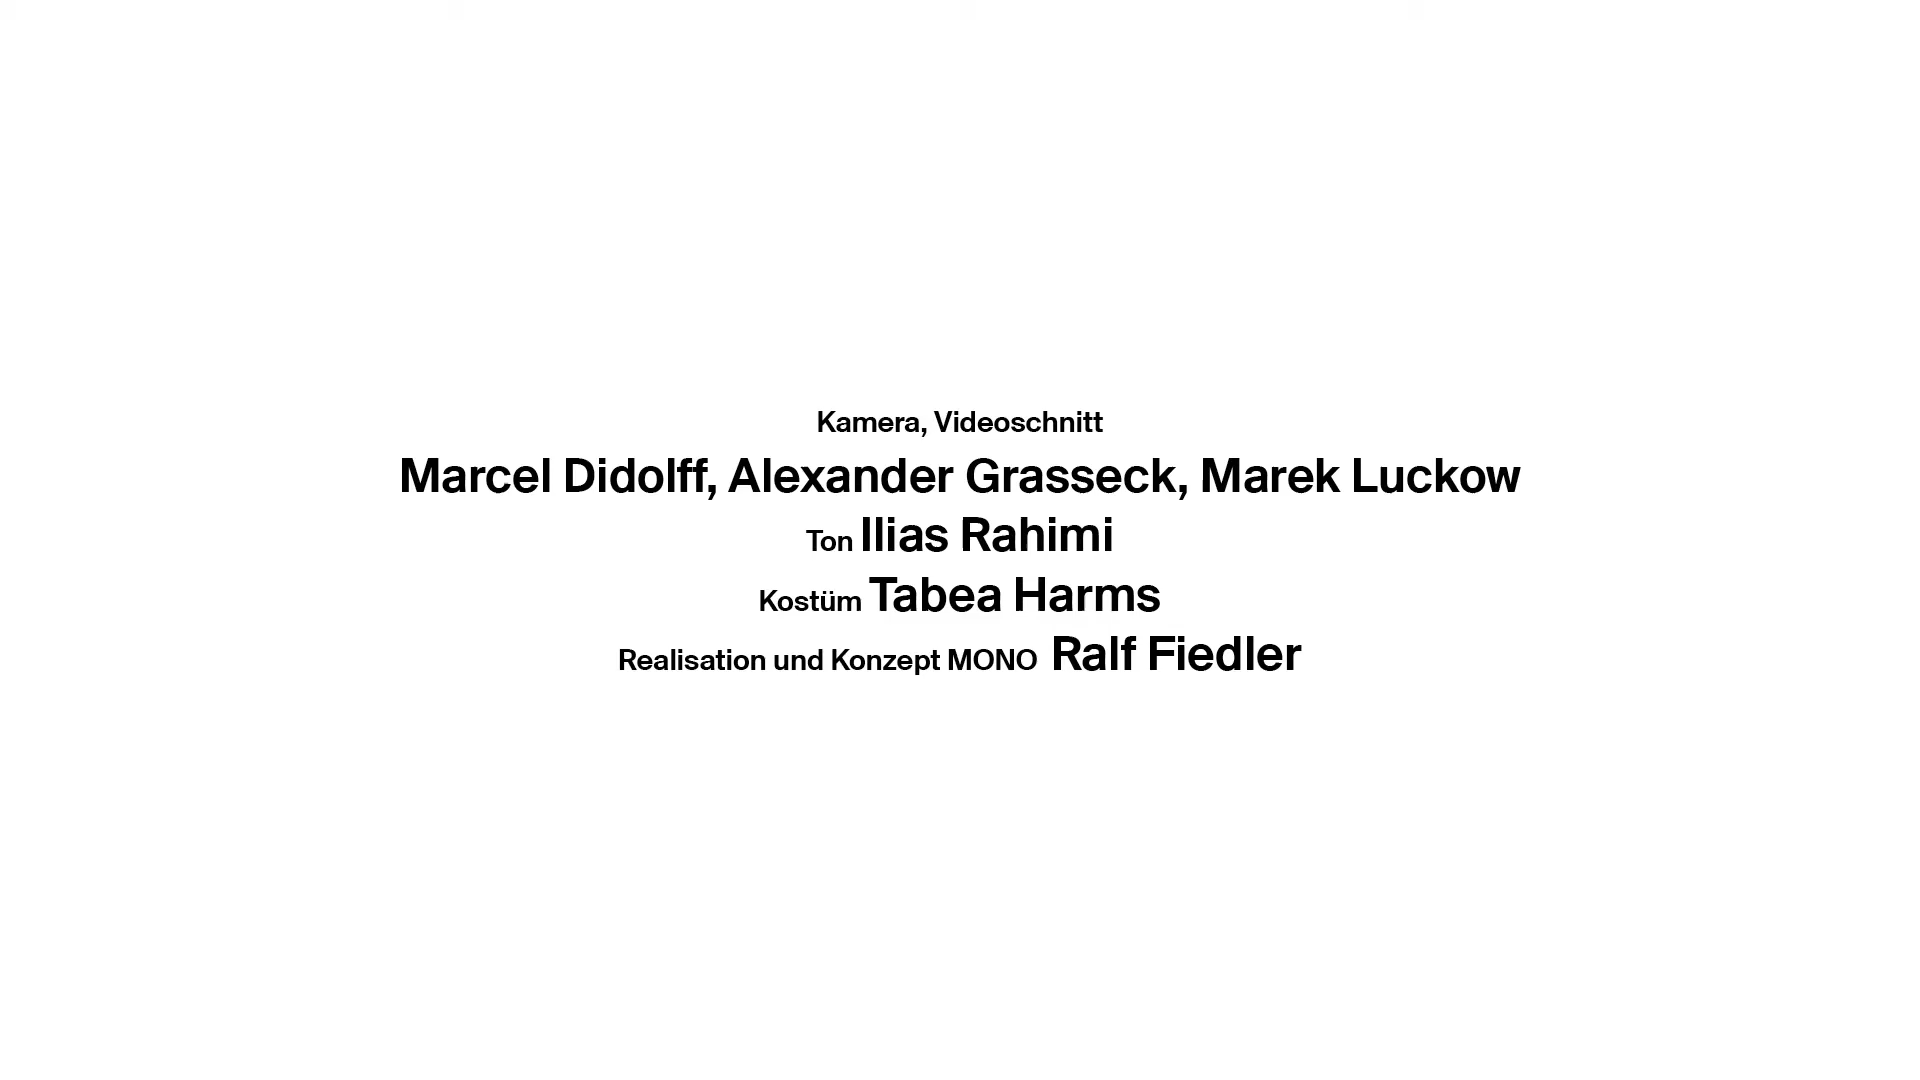 Kamera, Videoschnitt
Marcel Didolff, Alexander Grasseck, Marek Luckow
Ton Ilias Rahimi
Kostüm Tabea Harms
Realisation und Konzept MONO Ralf Fiedler